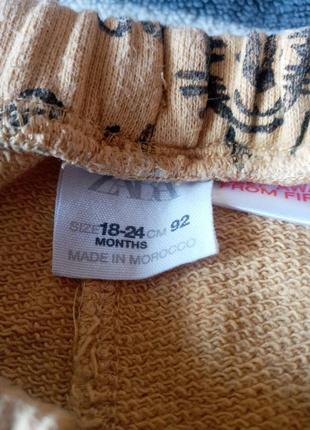 ZARA
SIZE 18-24 CM 92
MONTHS
MADE IN MOROCCO
FROM FIR